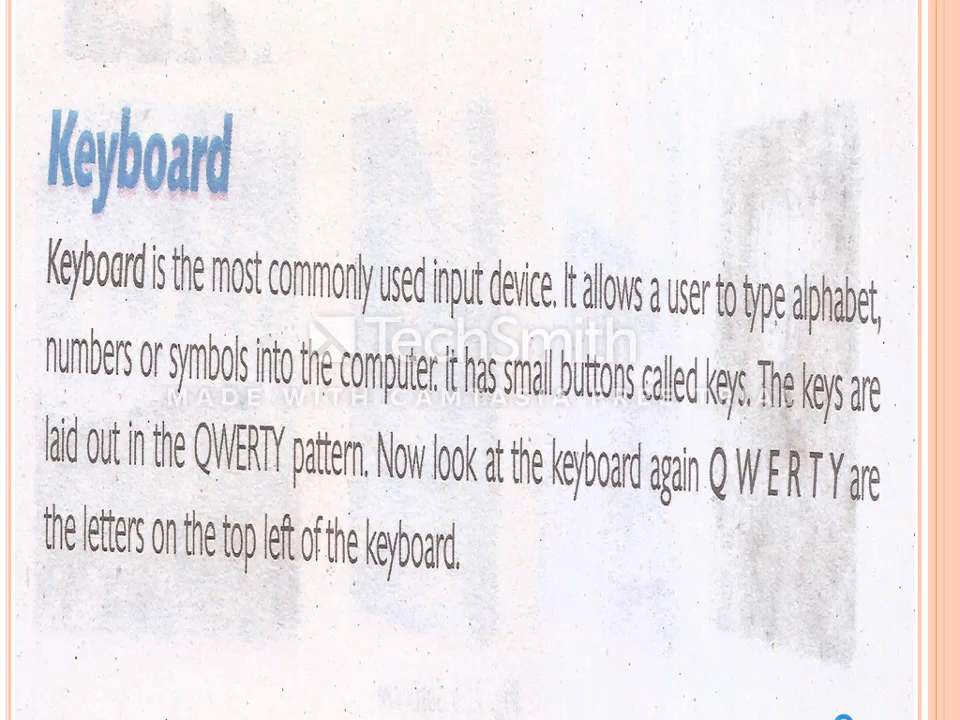 Keyboard
Keyboard is the most commonly used input device. It allows a user to type alphabet,
TechSmith
numbers or symbols into the computer. It has small buttons called keys. The keys are
MADE WITH CAMTASIA FREE TRIAL
laid out in the QWERTY pattern. Now look at the keyboard again Q W E R T Y are
the letters on the top left of the keyboard.